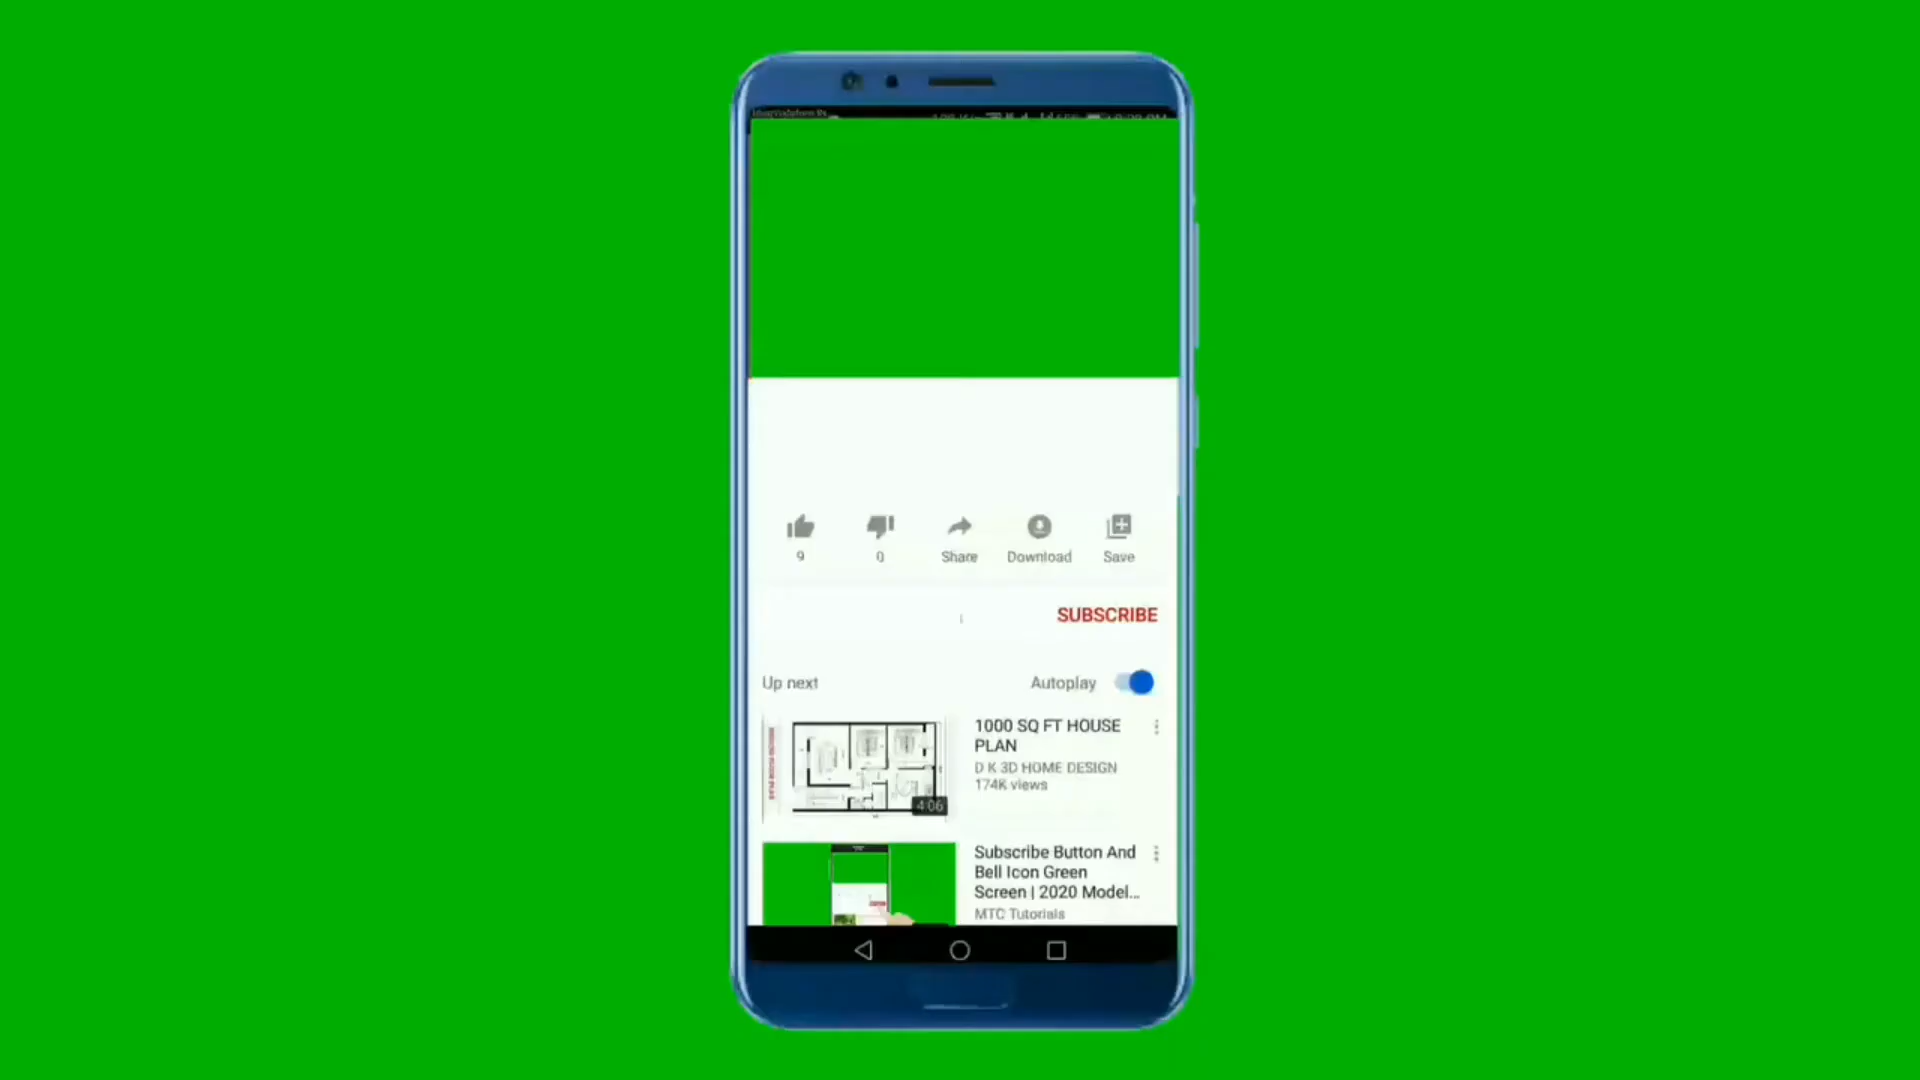 9
0
Share
Download
Save
SUBSCRIBE
Up next
Autoplay
1000 SQ FT HOUSE
PLAN
D K 3D HOME DESIGN
174K views
4:06
Subscribe Button And
Bell Icon Green
Screen | 2020 Model...
MTC Tutorials